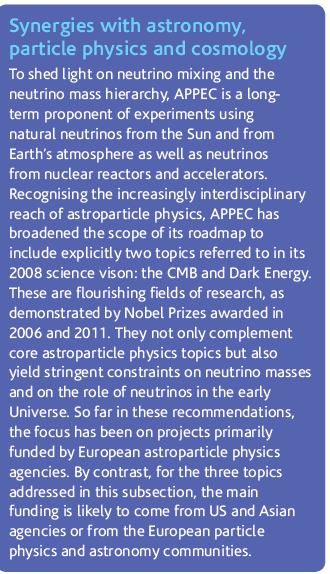 Synergies with astronomy,
particle physics and cosmology
To shed light on neutrino mixing and the
neutrino mass hierarchy, APPEC is a long-
term proponent of experiments using
natural neutrinos from the Sun and from
Earth's atmosphere as well as neutrinos
from nuclear reactors and accelerators.
Recognising the increasingly interdisciplinary
reach of astroparticle physics, APPEC has
broadened the scope of its roadmap to
include explicitly two topics referred to in its
2008 science vison: the CMB and Dark Energy.
These are flourishing fields of research, as
demonstrated by Nobel Prizes awarded in
2006 and 2011. They not only complement
core astroparticle physics topics but also
yield stringent constraints on neutrino masses
and on the role of neutrinos in the early
Universe. So far in these recommendations,
the focus has been on projects primarily
funded by European astroparticle physics
agencies. By contrast, for the three topics
addressed in this subsection, the main
funding is likely to come from US and Asian
agencies or from the European particle
physics and astronomy communities.